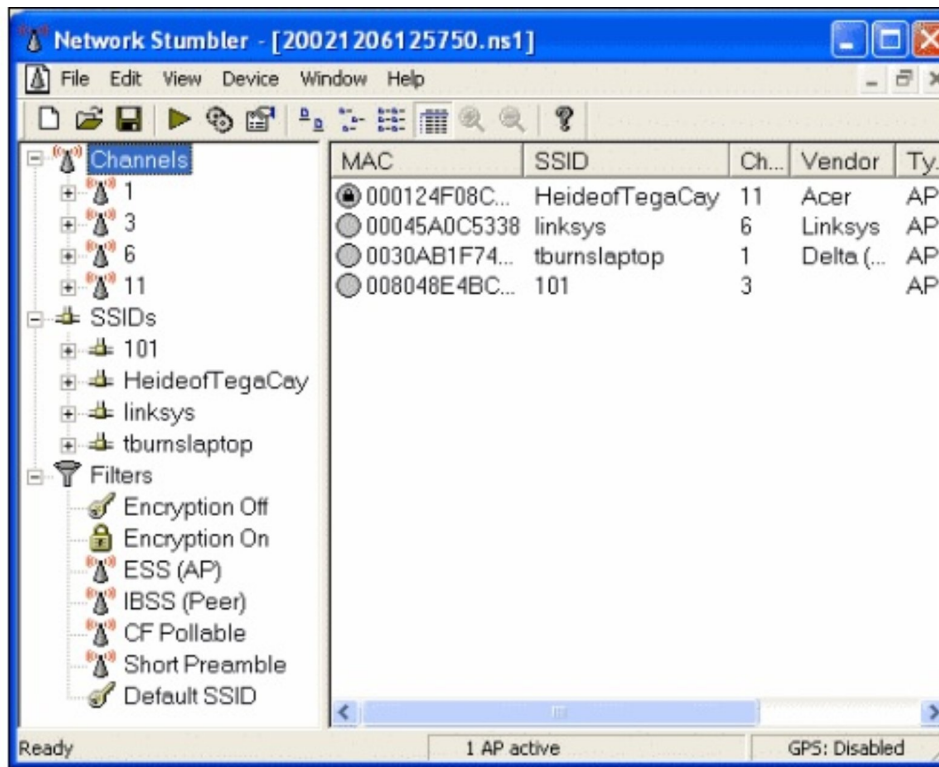 Network Stumbler - [20021206125750.ns1]
File Edit View Device Window Help
Channels
1
3
6
11
SSIDs
101
HeideofTegaCay
linksys
tburnslaptop
Filters
Encryption Off
Encryption On
ESS (AP)
IBSS (Peer)
CF Pollable
Short Preamble
Default SSID
MAC SSID Ch... Vendor Ty...
000124F08C... HeideofTegaCay 11 Acer AP
00045A0C5338 linksys 6 Linksys AP
0030AB1F74... tburnslaptop 1 Delta (... AP
008048E4BC... 101 3 AP
Ready 1 AP active GPS: Disabled